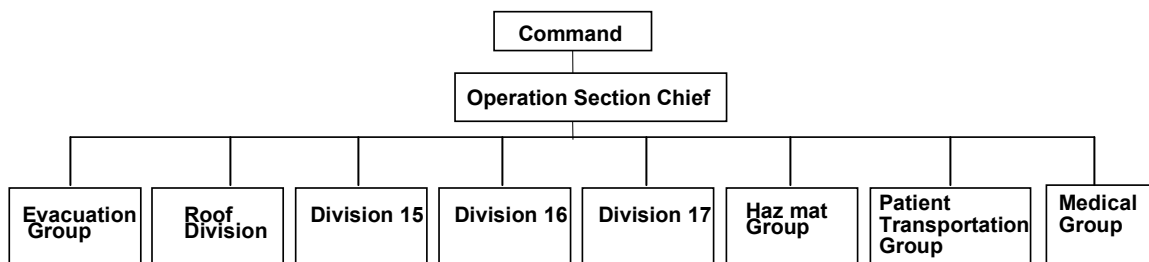 Command
Operation Section Chief
Evacuation
Group
Roof
Division
Division 15
Division 16
Division 17
Haz mat
Group
Patient
Transportation
Group
Medical
Group